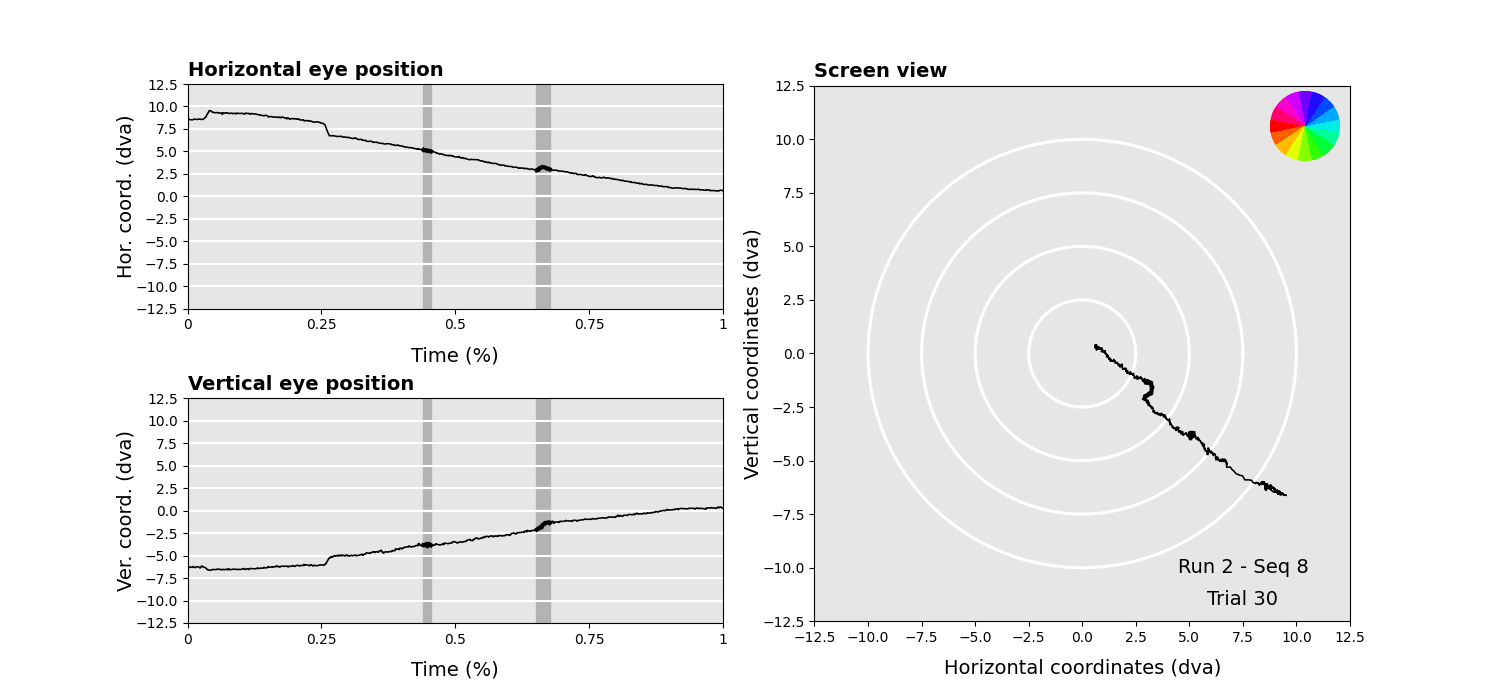 Horizontal eye position
Hor. coord. (dva)
12.5
10.0
7.5
5.0
2.5
0.0
−2.5
−5.0
−7.5
−10.0
−12.5
0 0.25 0.5 0.75 1
Time (%)
Vertical eye position
Ver. coord. (dva)
12.5
10.0
7.5
5.0
2.5
0.0
−2.5
−5.0
−7.5
−10.0
−12.5
0 0.25 0.5 0.75 1
Time (%)
Screen view
Vertical coordinates (dva)
12.5
10.0
7.5
5.0
2.5
0.0
−2.5
−5.0
−7.5
−10.0
−12.5
Run 2 - Seq 8
Trial 30
−12.5 −10.0 −7.5 −5.0 −2.5 0.0 2.5 5.0 7.5 10.0 12.5
Horizontal coordinates (dva)